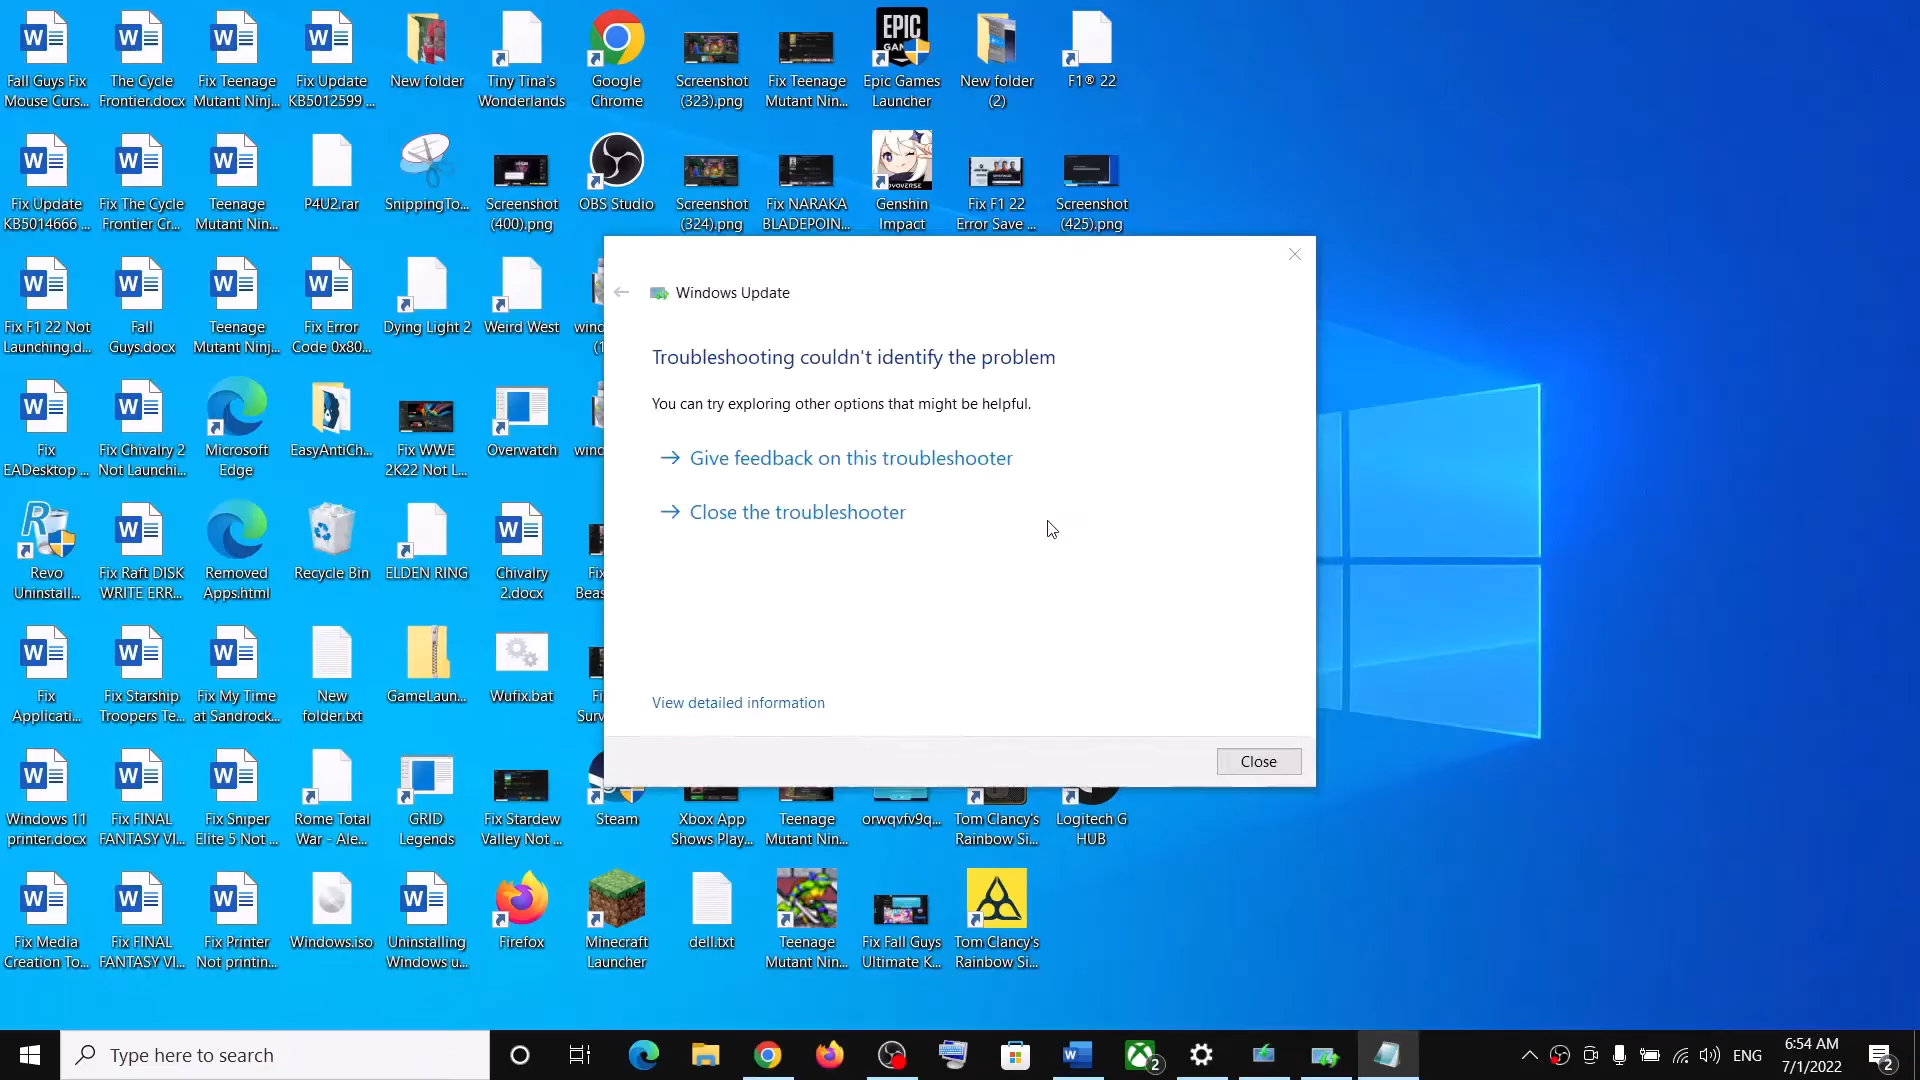 Fall Guys Fix
Mouse Curs...
The Cycle
Frontier.docx
Fix Teenage
Mutant Ninj...
Fix Update
KB5012599 ...
New folder
Tiny Tina's
Wonderlands
Google
Chrome
Screenshot
(323).png
Fix Teenage
Mutant Nin...
Epic Games
Launcher
New folder
(2)
F1® 22
Fix Update
KB5014666 ...
Fix The Cycle
Frontier Cr...
Teenage
Mutant Nin...
P4U2.rar
SnippingTo...
Screenshot
(400).png
OBS Studio
Screenshot
(324).png
Fix NARAKA
BLADEPOIN...
Genshin
Impact
Fix F1 22
Error Save ...
Screenshot
(425).png
Fix F1 22 Not
Launching.d...
Fall
Guys.docx
Teenage
Mutant Ninj...
Fix Error
Code 0x80...
Dying Light 2
Weird West
Windows Update
Troubleshooting couldn't identify the problem
You can try exploring other options that might be helpful.
Give feedback on this troubleshooter
Close the troubleshooter
View detailed information
Close
Fix
EADesktop ...
Fix Chivalry 2
Not Launchi...
Microsoft
Edge
EasyAntiCh...
Fix WWE
2K22 Not L...
Overwatch
Revo
Uninstall...
Fix Raft DISK
WRITE ERR...
Removed
Apps.html
Recycle Bin
ELDEN RING
Chivalry
2.docx
Fix
Applicati...
Fix Starship
Troopers Te...
Fix My Time
at Sandrock...
New
folder.txt
GameLaun...
Wufix.bat
Windows 11
printer.docx
Fix FINAL
FANTASY VI...
Fix Sniper
Elite 5 Not ...
Rome Total
War - Ale...
GRID
Legends
Fix Stardew
Valley Not ...
Steam
Xbox App
Shows Play...
Teenage
Mutant Nin...
orwqvfv9q...
Tom Clancy's
Rainbow Si...
Logitech G
HUB
Fix Media
Creation To...
Fix FINAL
FANTASY VI...
Fix Printer
Not printin...
Windows.iso
Uninstalling
Windows u...
Firefox
Minecraft
Launcher
dell.txt
Teenage
Mutant Nin...
Fix Fall Guys
Ultimate K...
Tom Clancy's
Rainbow Si...
Type here to search
2
ENG
6:54 AM
7/1/2022
2